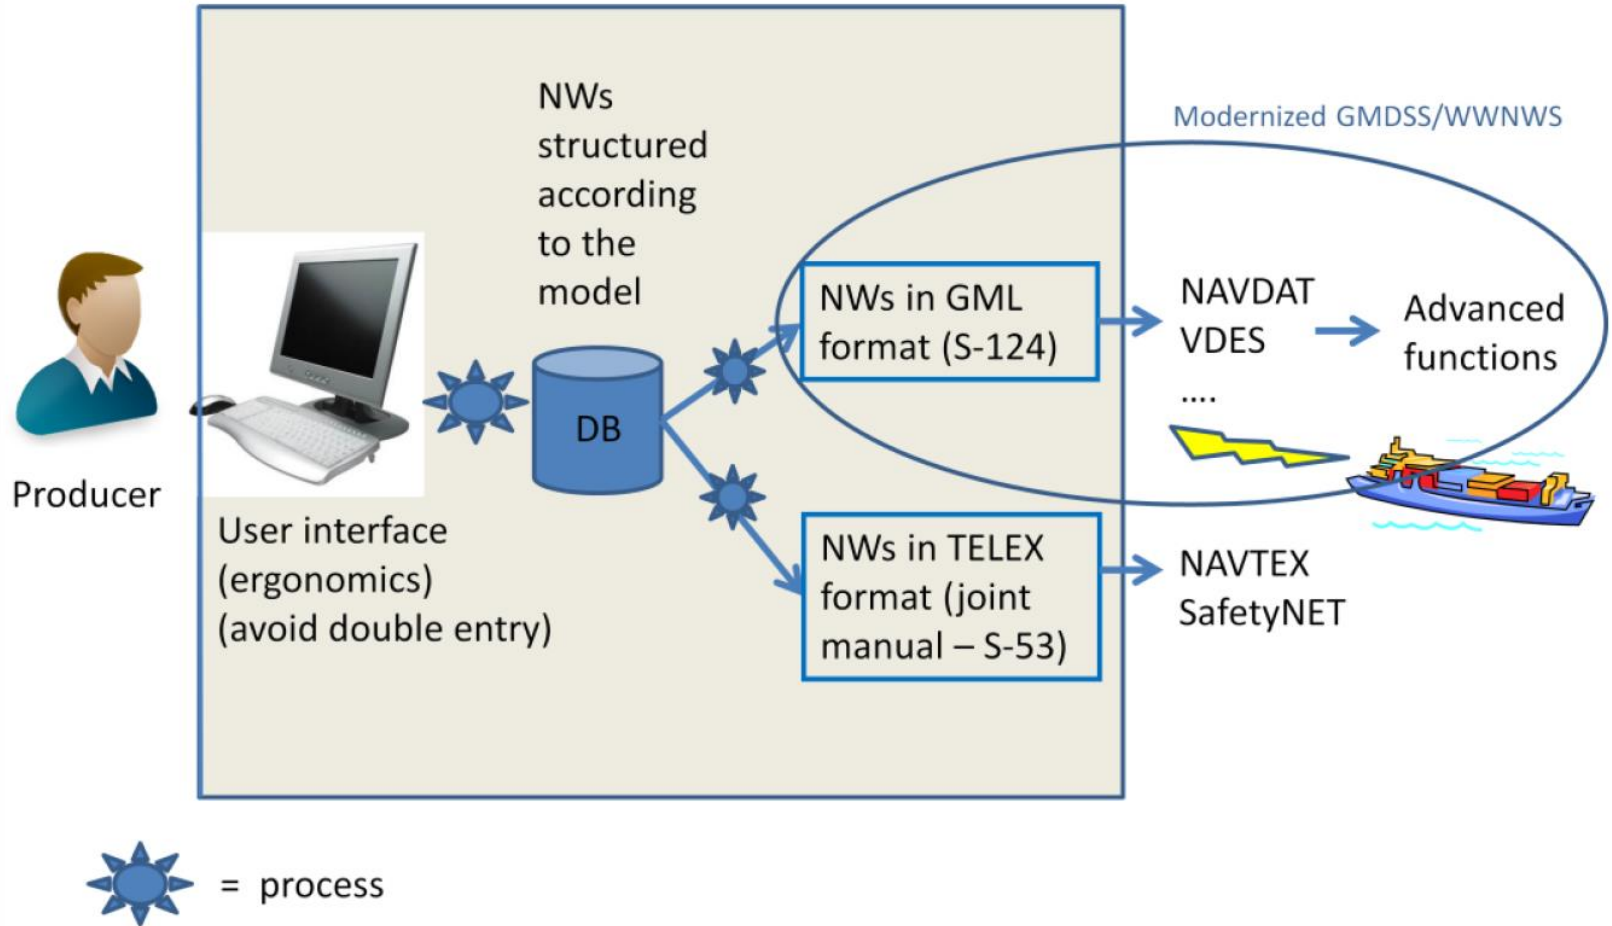 NWs
structured
according
to the
model
Modernized GMDSS/WWNWS
NWs in GML
format (S-124)
NAVDAT
VDES
....
Advanced
functions
DB
Producer
User interface
(ergonomics)
(avoid double entry)
NWs in TELEX
format (joint
manual – S-53)
NAVTEX
SafetyNET
= process